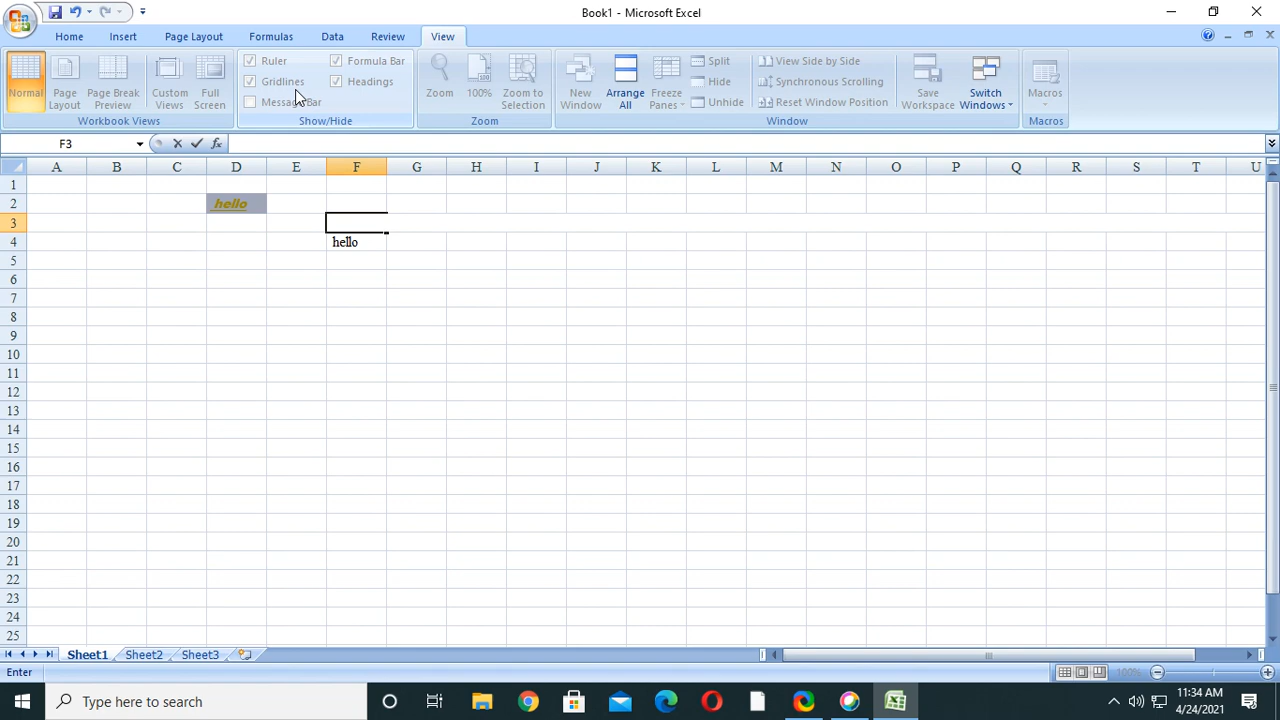 Book1 - Microsoft Excel
Home Insert Page Layout Formulas Data Review View
Normal Page Layout Page Break Preview Custom Views Full Screen
Workbook Views
Ruler Formula Bar
Gridlines Headings
Message Bar
Show/Hide
Zoom 100% Zoom to Selection
Zoom
New Window Arrange All Freeze Panes
Split View Side by Side
Hide Synchronous Scrolling
Unhide Reset Window Position
Save Workspace Switch Windows
Window
Macros
Macros
F3 fx
A B C D E F G H I J K L M N O P Q R S T U
1
2 hello
3
4 hello
5
6
7
8
9
10
11
12
13
14
15
16
17
18
19
20
21
22
23
24
25
Sheet1 Sheet2 Sheet3
Enter 100%
Type here to search
11:34 AM
4/24/2021